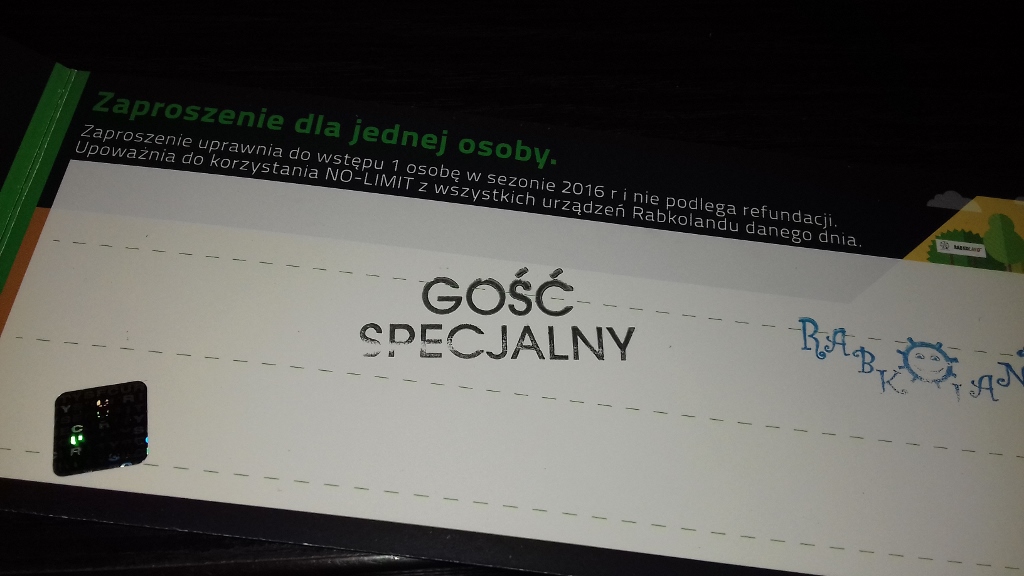 Zaproszenie dla jednej osoby.
Zaproszenie uprawnia do wstępu 1 osobę w sezonie 2016 r i nie podlega refundacji.
Upoważnia do korzystania NO-LIMIT z wszystkich urządzeń Rabkolandu danego dnia.
GOŚĆ
SPECJALNY